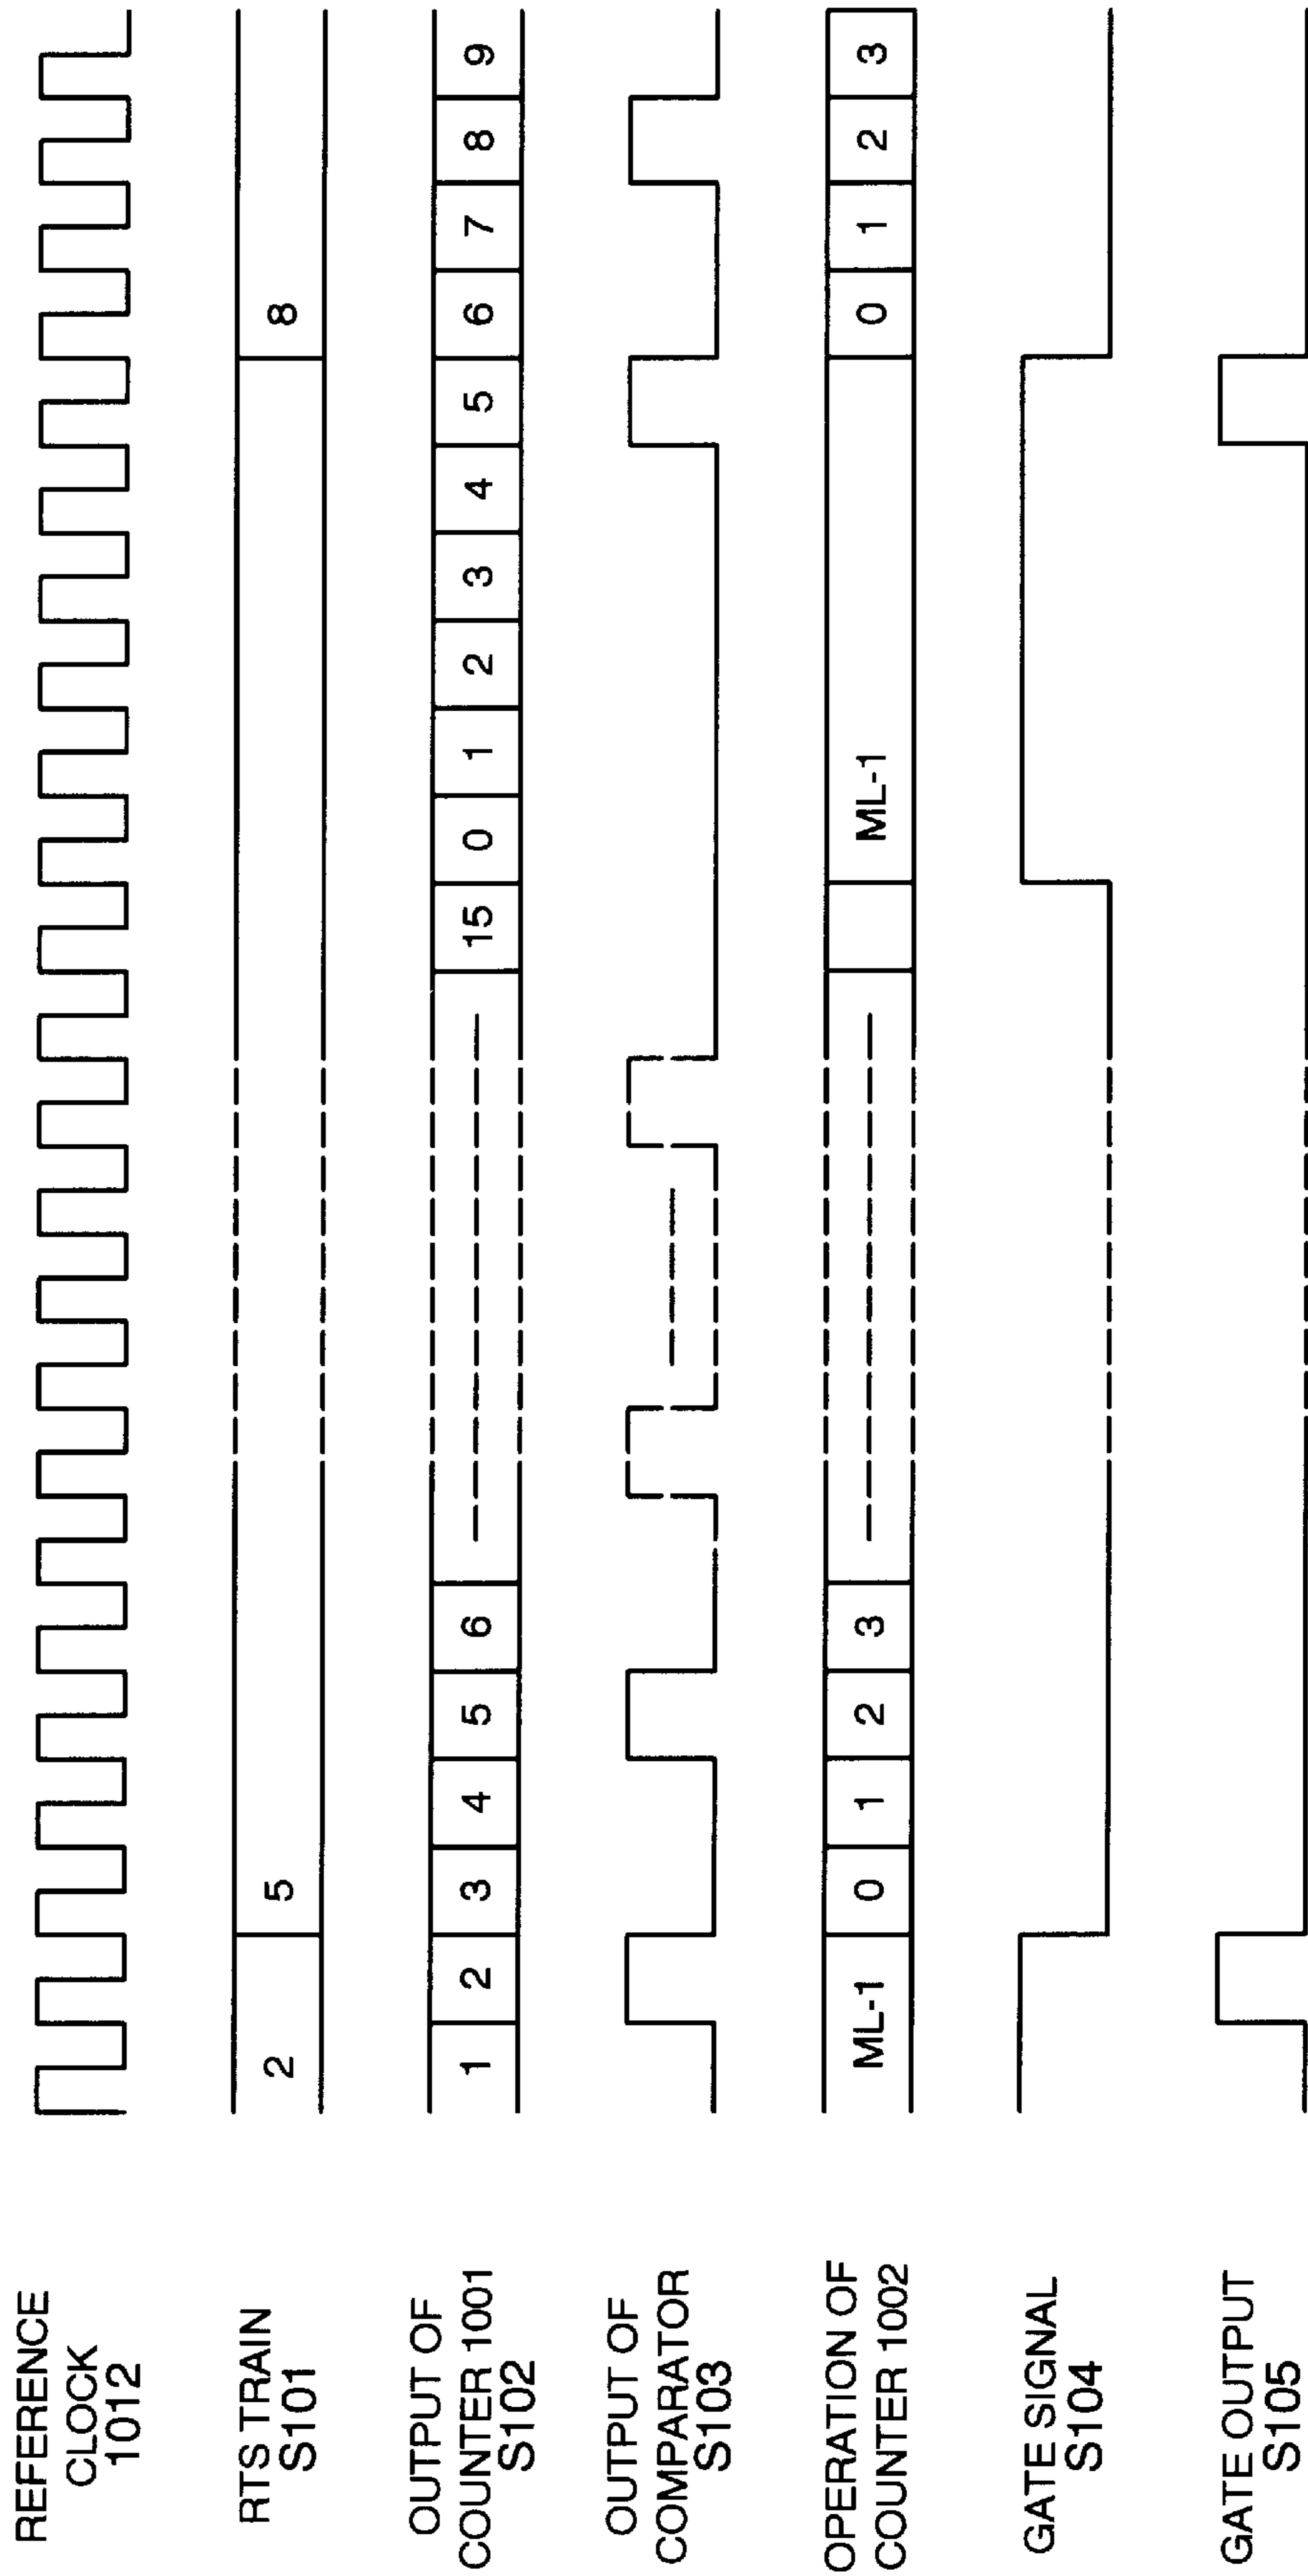 REFERENCE
CLOCK
1012
RTS TRAIN
S101
2
5
8
OUTPUT OF
COUNTER 1001
S102
1 2 3 4 5 6 15 0 1 2 3 4 5 6 7 8 9
OUTPUT OF
COMPARATOR
S103
OPERATION OF
COUNTER 1002
ML-1 0 1 2 3 ML-1 0 1 2 3
GATE SIGNAL
S104
GATE OUTPUT
S105